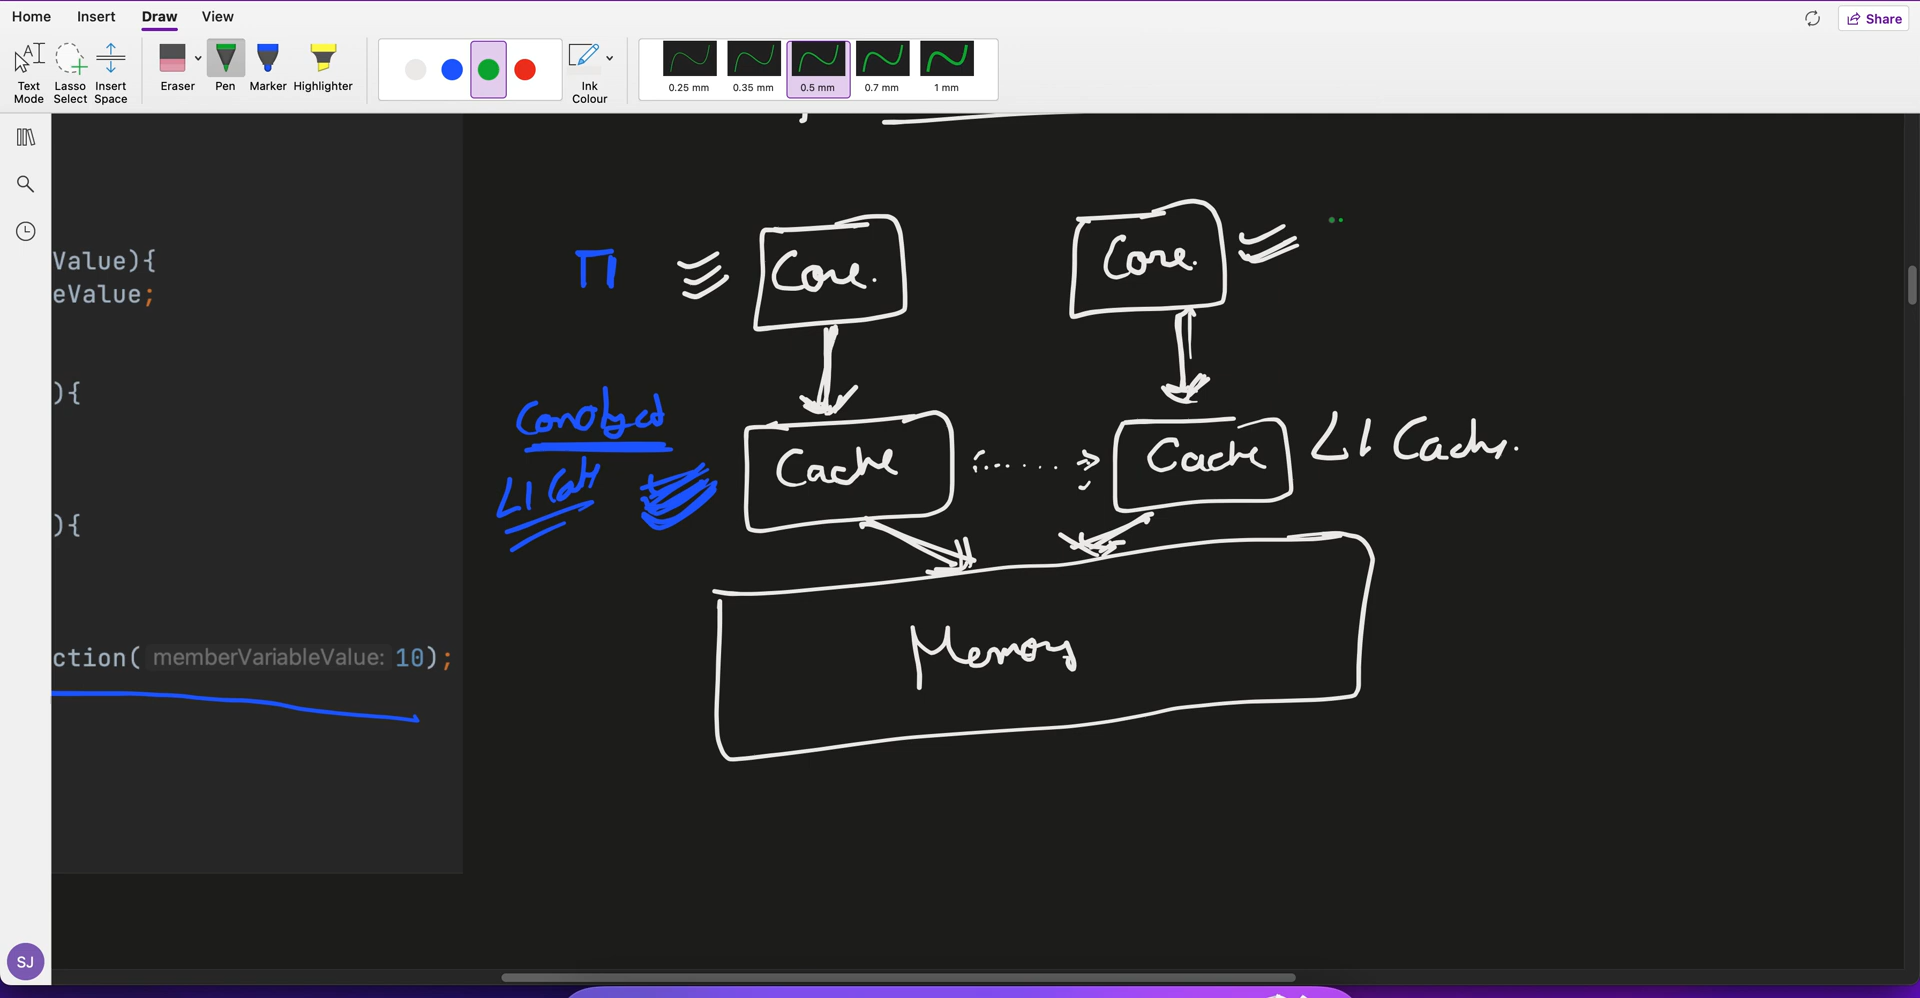 Home Insert Draw View
Share
Text Mode
Lasso Select
Insert Space
Eraser
Pen
Marker
Highlighter
Ink Colour
0.25 mm
0.35 mm
0.5 mm
0.7 mm
1 mm
Value){
eValue;
){
){
ction( memberVariableValue: 10);
T1
Core.
Core.
Cache
Cache
L1 Cache.
L1 Cache
Memory
SJ